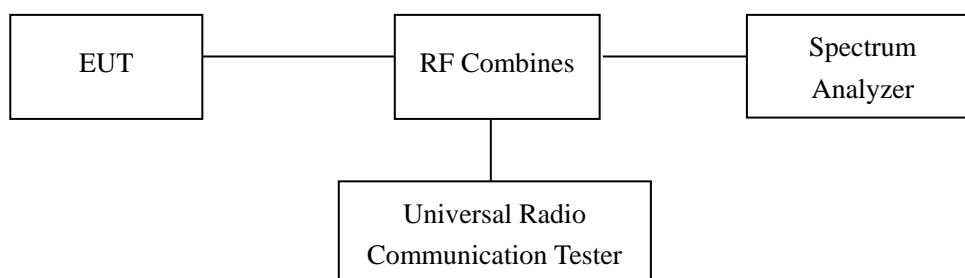 EUT
RF Combines
Spectrum
Analyzer
Universal Radio
Communication Tester